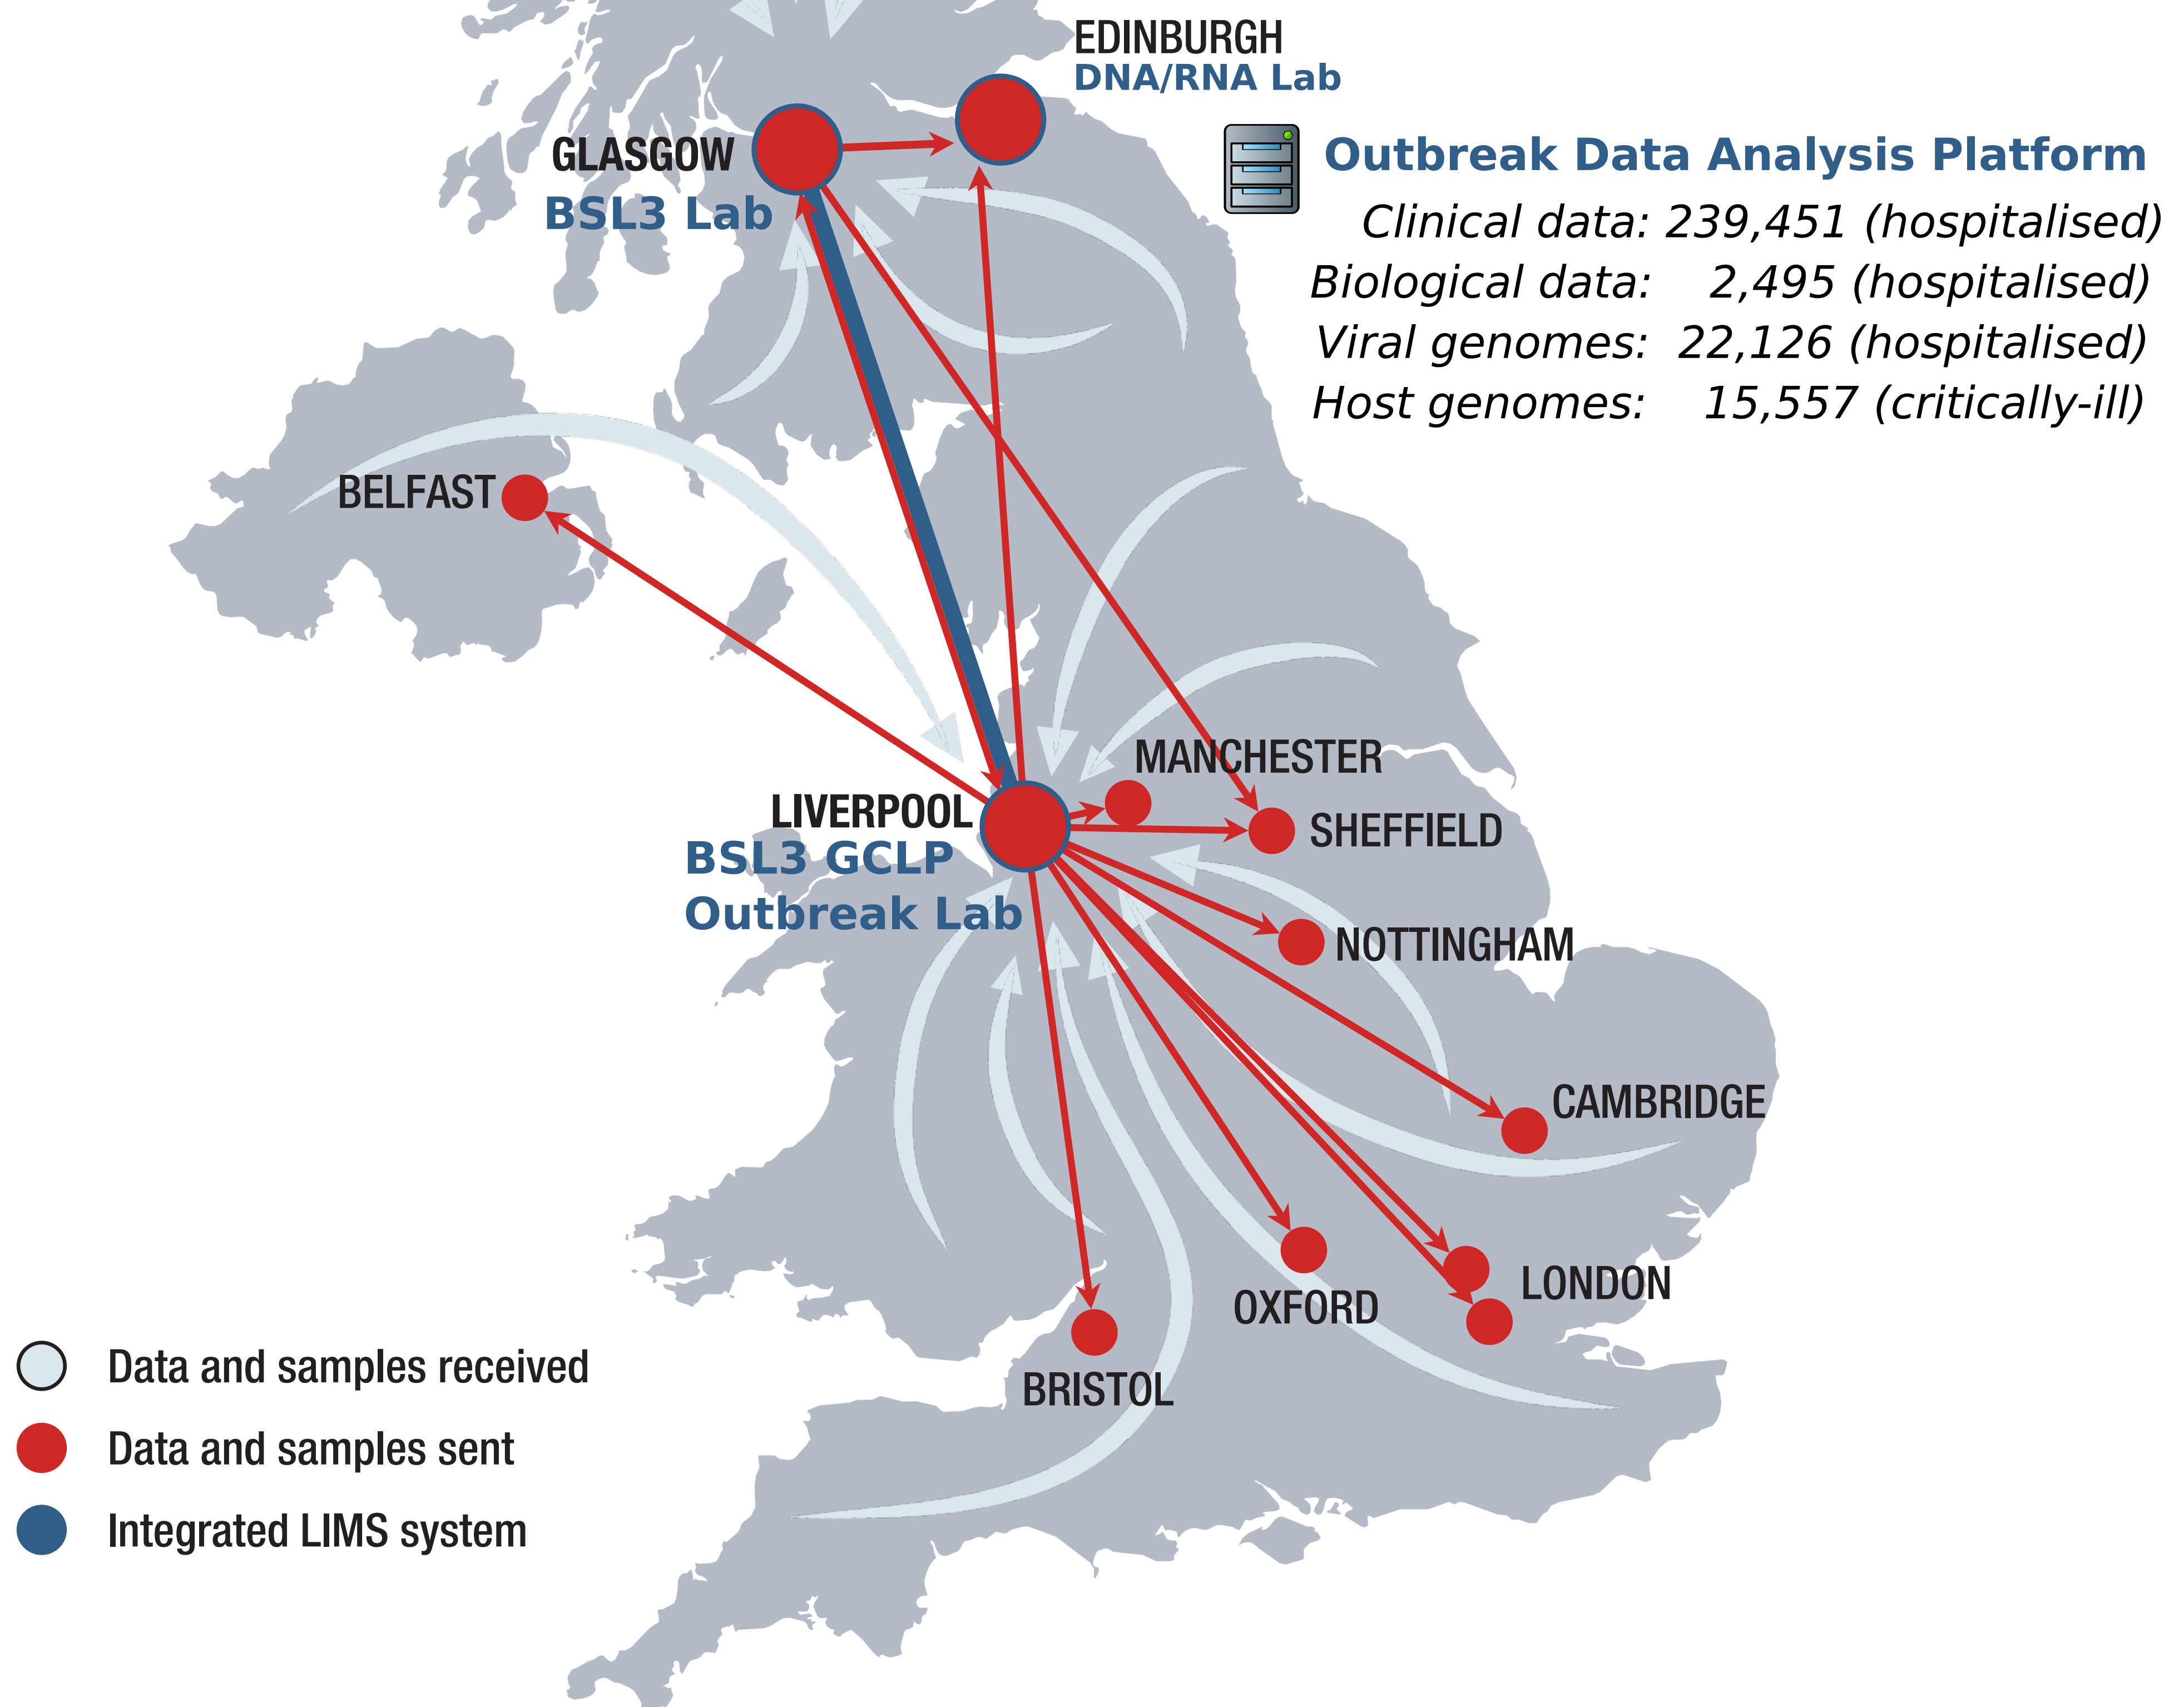 EDINBURGH
DNA/RNA Lab
GLASGOW
BSL3 Lab
Outbreak Data Analysis Platform
Clinical data: 239,451 (hospitalised)
Biological data: 2,495 (hospitalised)
Viral genomes: 22,126 (hospitalised)
Host genomes: 15,557 (critically-ill)
BELFAST
MANCHESTER
LIVERPOOL
BSL3 GCLP
Outbreak Lab
SHEFFIELD
NOTTINGHAM
CAMBRIDGE
LONDON
OXFORD
BRISTOL
Data and samples received
Data and samples sent
Integrated LIMS system